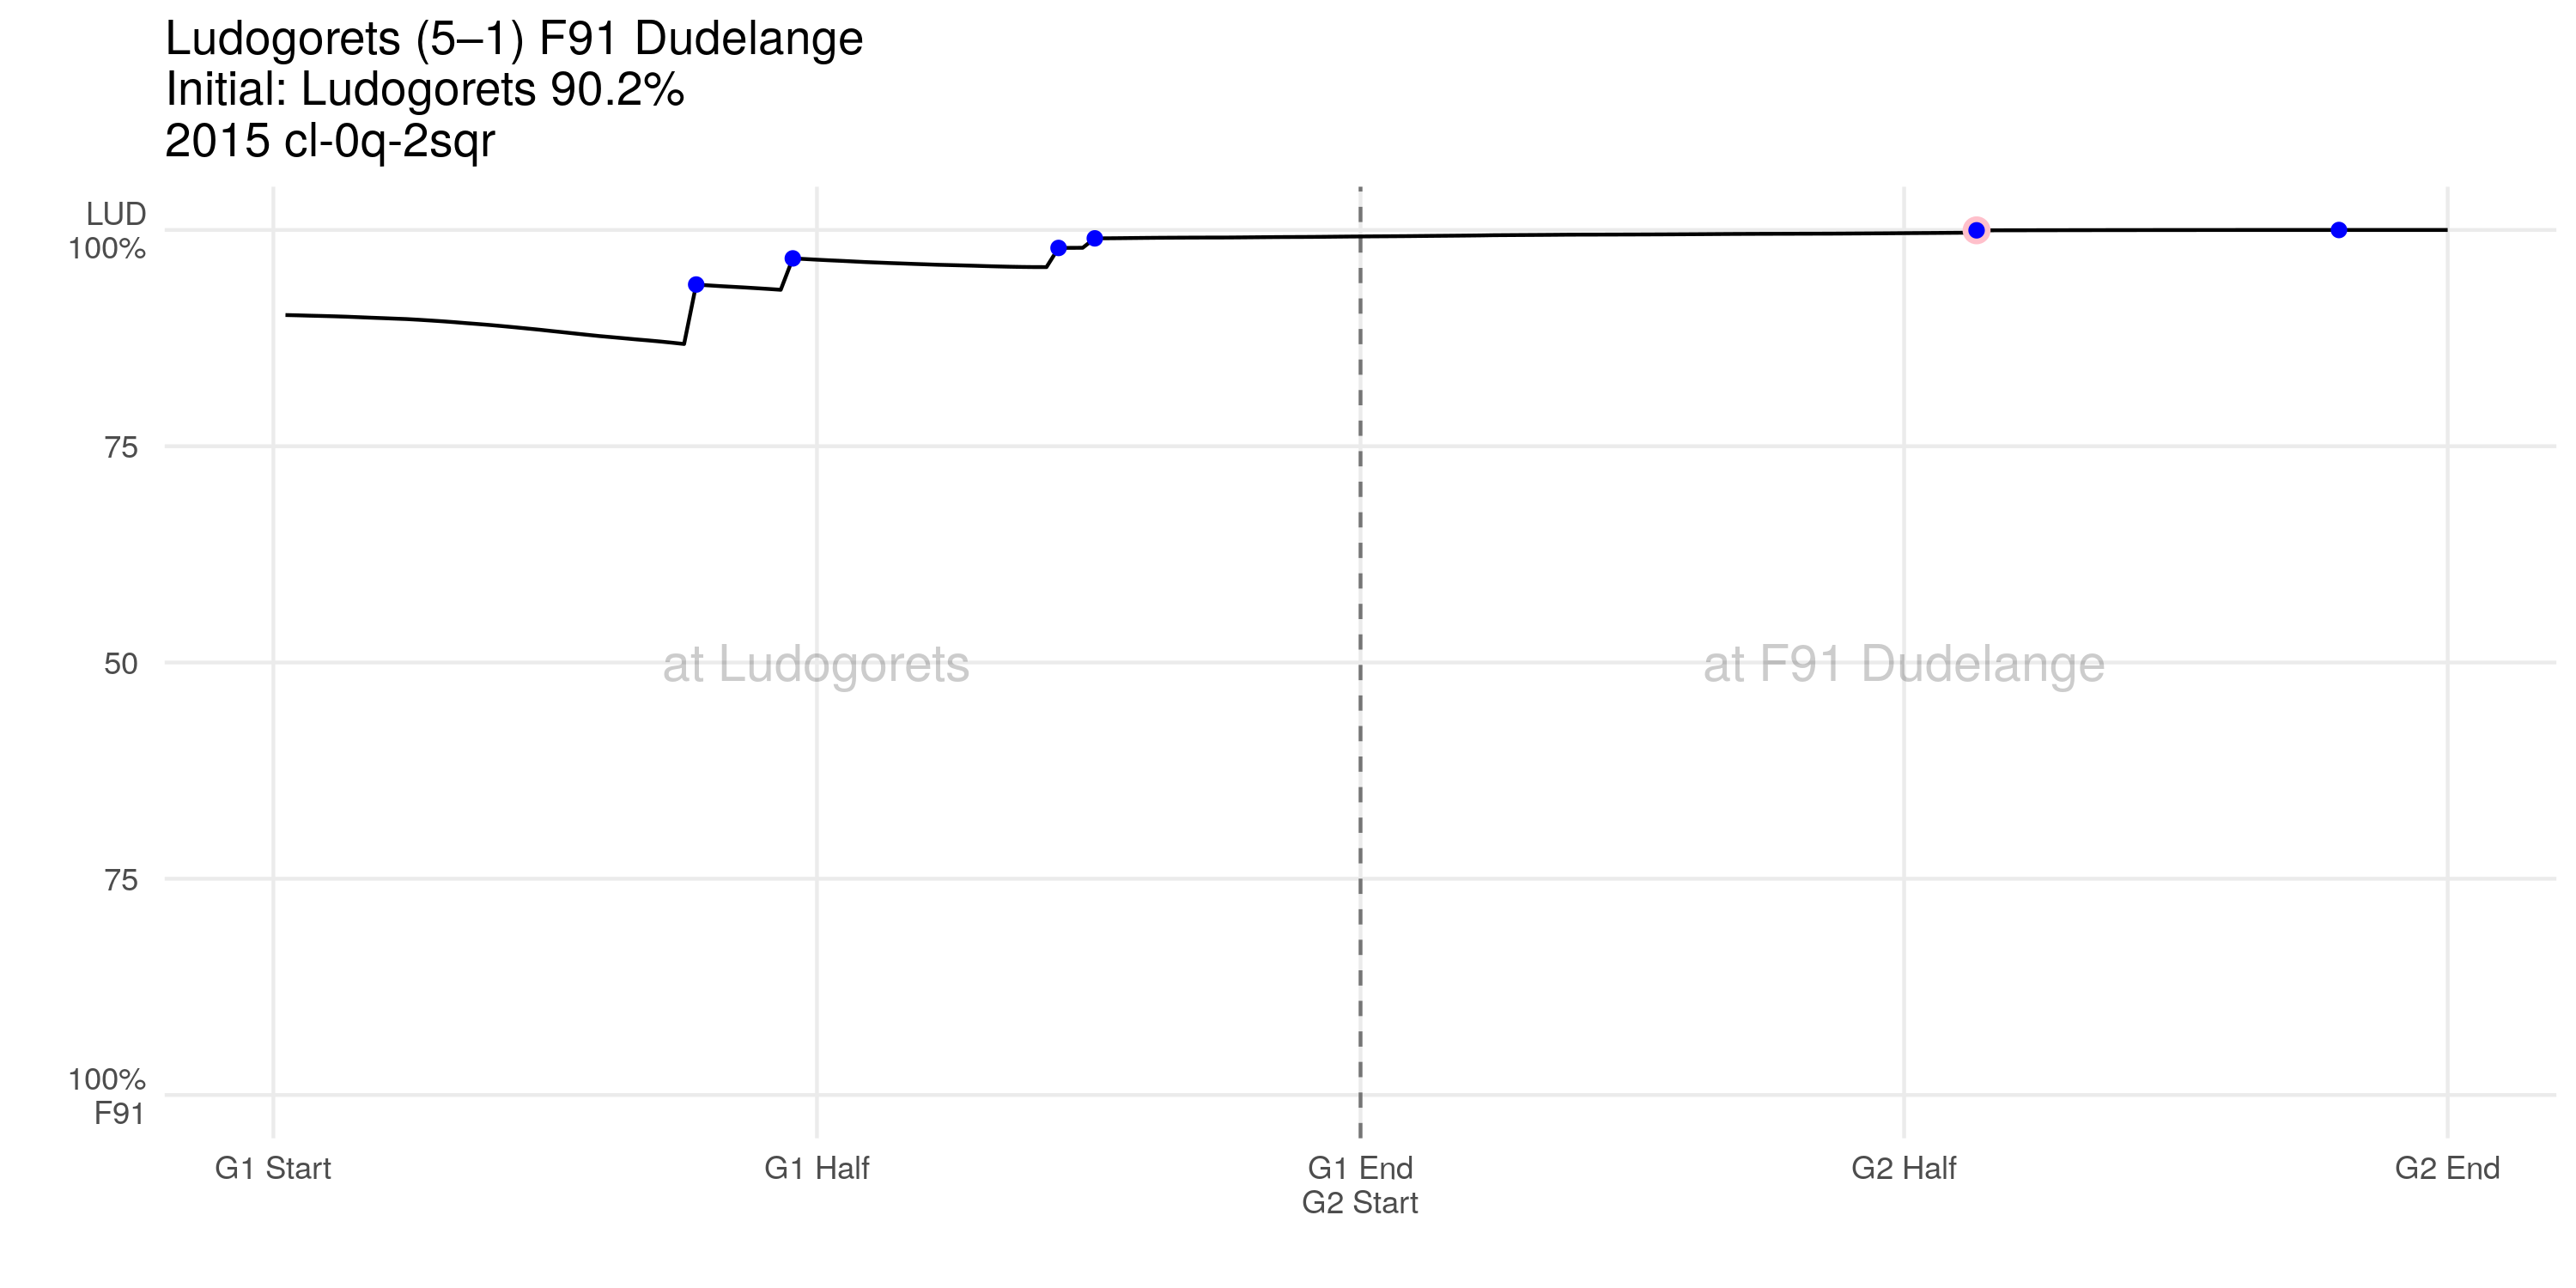 Ludogorets (5–1) F91 Dudelange
Initial: Ludogorets 90.2%
2015 cl-0q-2sqr
LUD
100%
75
50
75
100%
F91
at Ludogorets
at F91 Dudelange
G1 Start
G1 Half
G1 End
G2 Start
G2 Half
G2 End